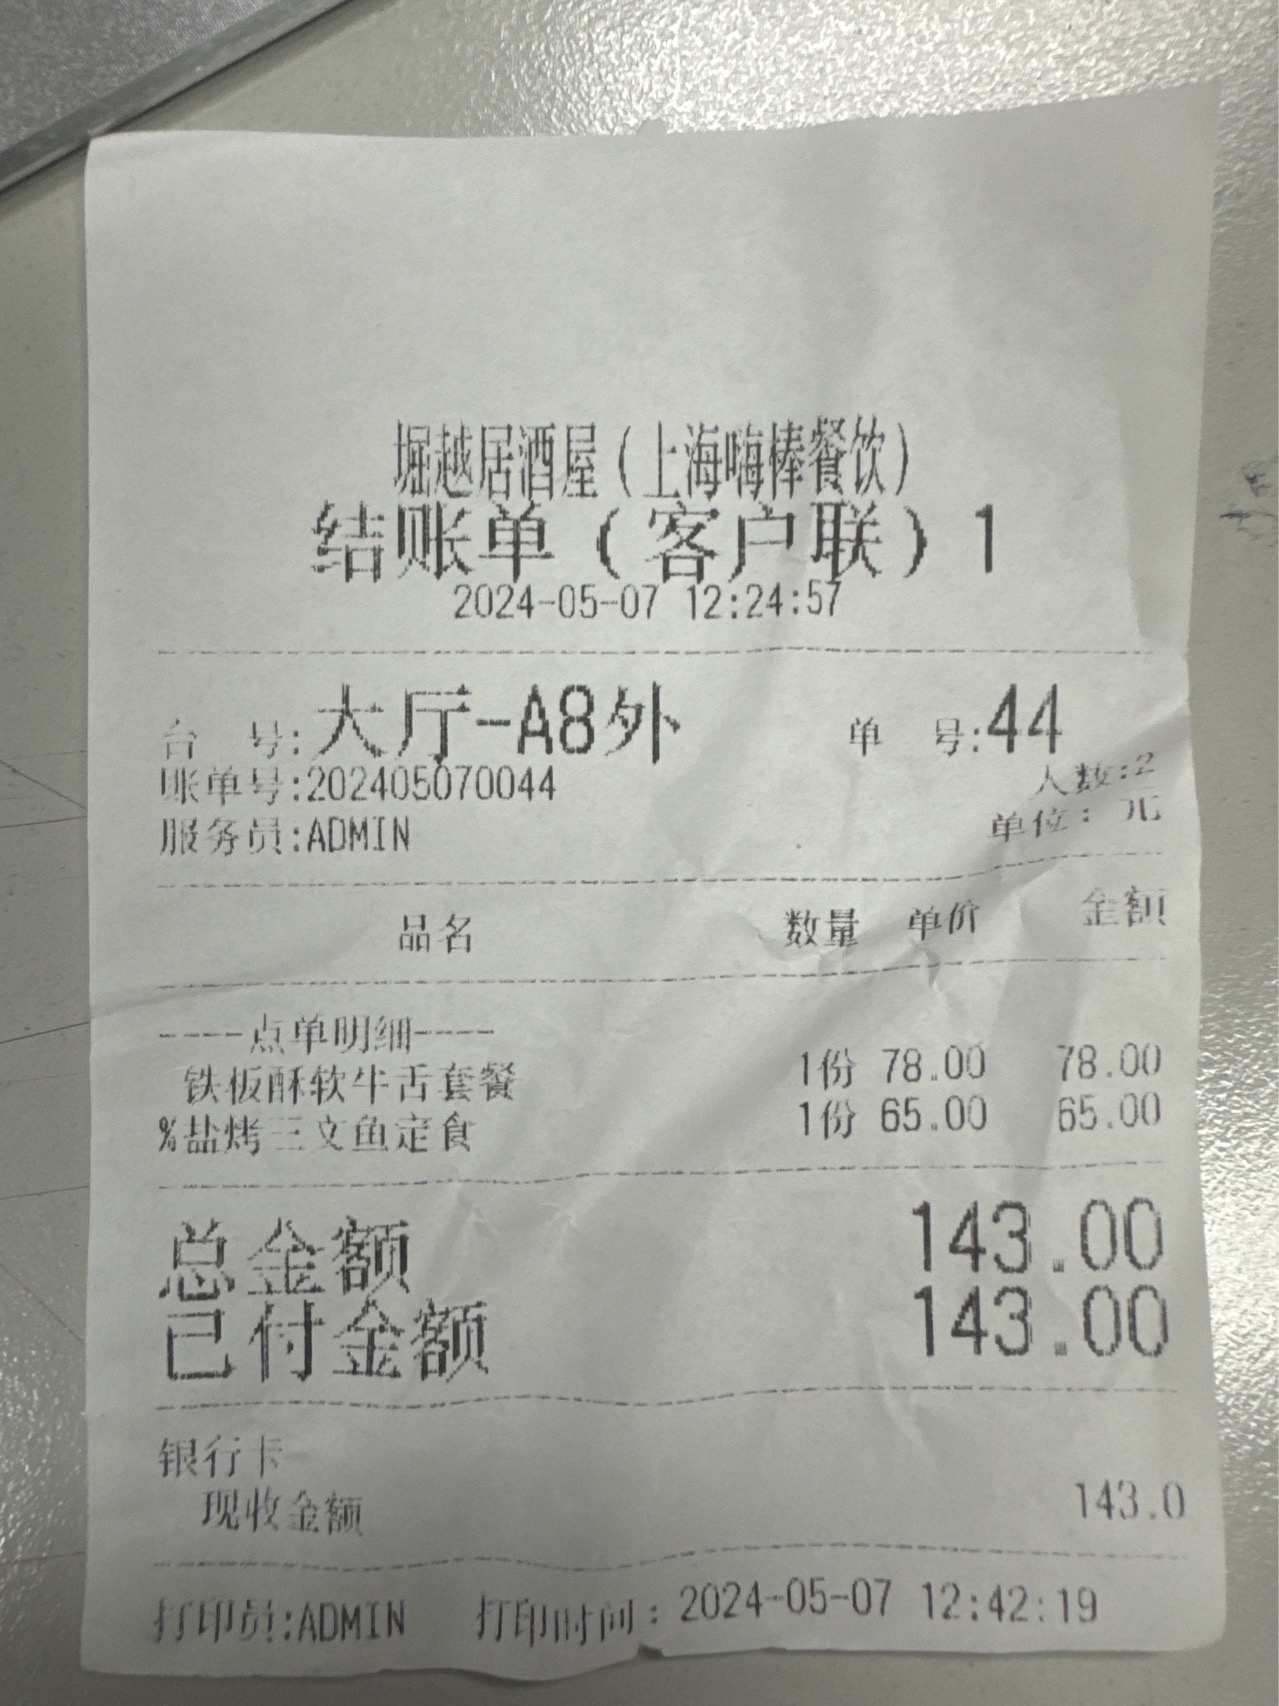 堀越居酒屋(上海嗨棒餐饮)
结账单(客户联)1
2024-05-07 12:24:57
台 号:大厅-A8外 单 号:44
账单号:202405070044 人数:2
服务员:ADMIN 单位: 元
品名 数量 单价 金额
----点单明细----
铁板酥软牛舌套餐 1份 78.00 78.00
%盐烤三文鱼定食 1份 65.00 65.00
总金额 143.00
已付金额 143.00
银行卡
现收金额 143.0
打印员:ADMIN 打印时间: 2024-05-07 12:42:19